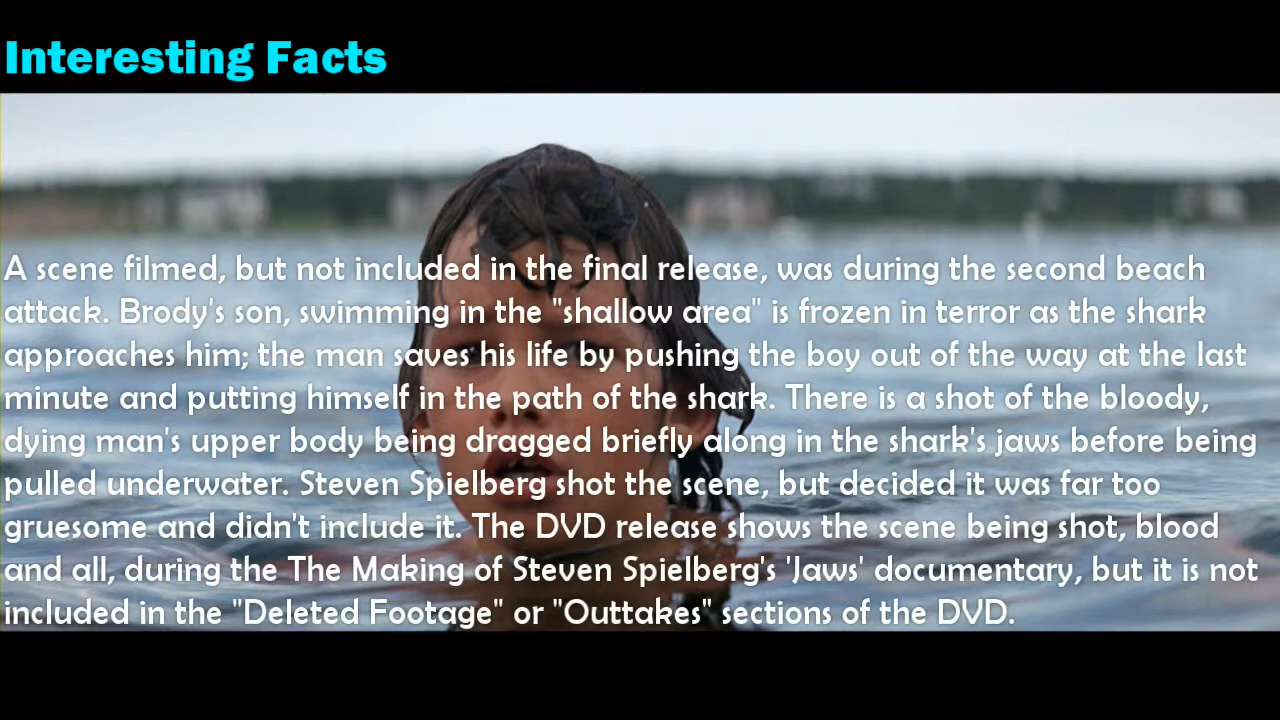 Interesting Facts
A scene filmed, but not included in the final release, was during the second beach
attack. Brody's son, swimming in the "shallow area" is frozen in terror as the shark
approaches him; the man saves his life by pushing the boy out of the way at the last
minute and putting himself in the path of the shark. There is a shot of the bloody,
dying man's upper body being dragged briefly along in the shark's jaws before being
pulled underwater. Steven Spielberg shot the scene, but decided it was far too
gruesome and didn't include it. The DVD release shows the scene being shot, blood
and all, during the The Making of Steven Spielberg's 'Jaws' documentary, but it is not
included in the "Deleted Footage" or "Outtakes" sections of the DVD.